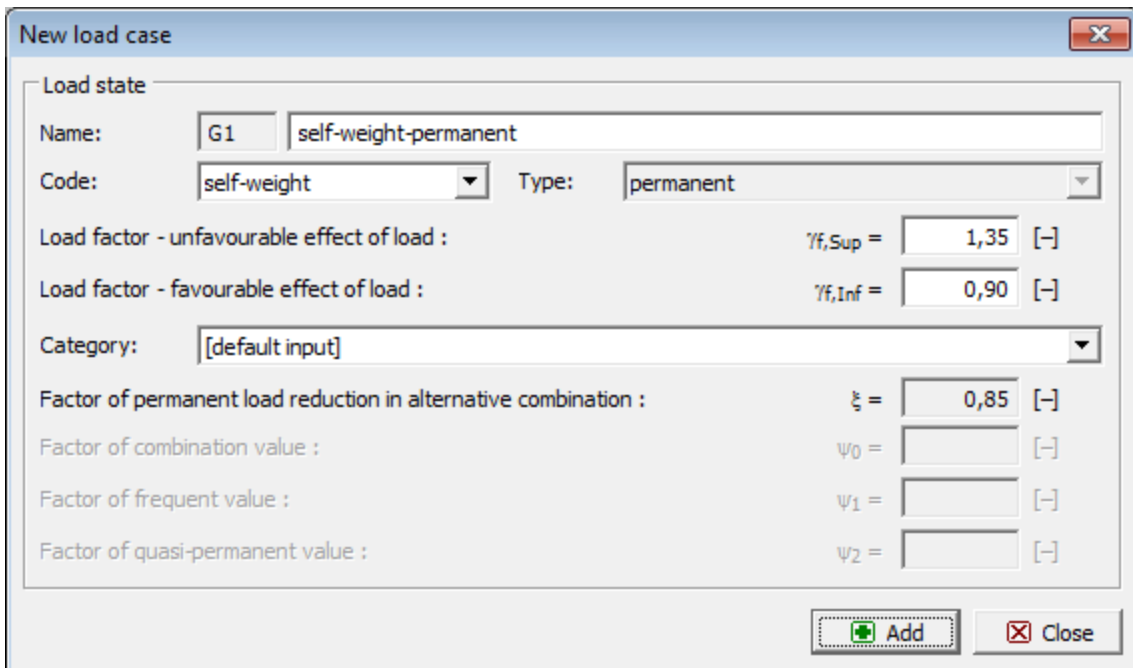 New load case
Load state
Name: G1 self-weight-permanent
Code: self-weight Type: permanent
Load factor - unfavourable effect of load : γf,Sup = 1,35 [–]
Load factor - favourable effect of load : γf,Inf = 0,90 [–]
Category: [default input]
Factor of permanent load reduction in alternative combination : ξ = 0,85 [–]
Factor of combination value : ψ0 = [–]
Factor of frequent value : ψ1 = [–]
Factor of quasi-permanent value : ψ2 = [–]
Add Close